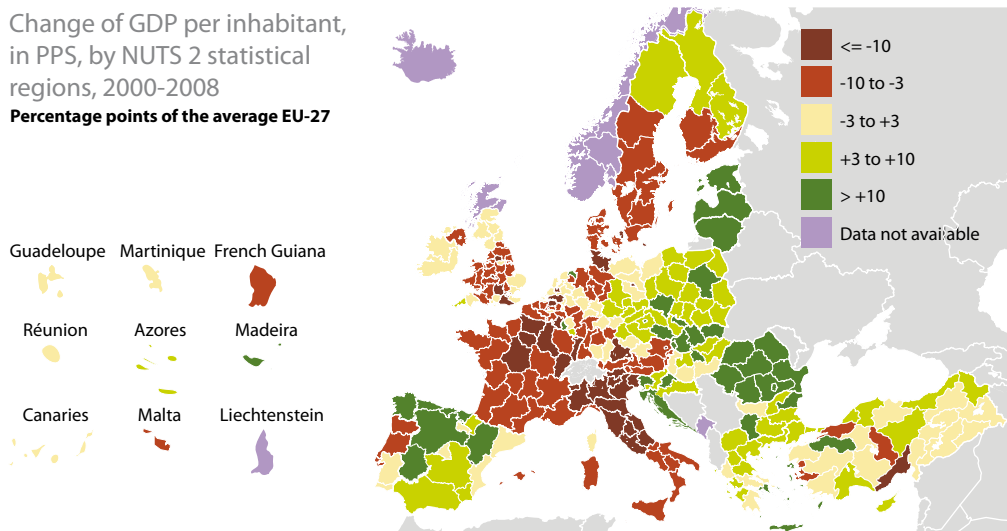 Change of GDP per inhabitant,
in PPS, by NUTS 2 statistical
regions, 2000-2008
Percentage points of the average EU-27
<= -10
-10 to -3
-3 to +3
+3 to +10
> +10
Data not available
Guadeloupe Martinique French Guiana
Réunion Azores Madeira
Canaries Malta Liechtenstein